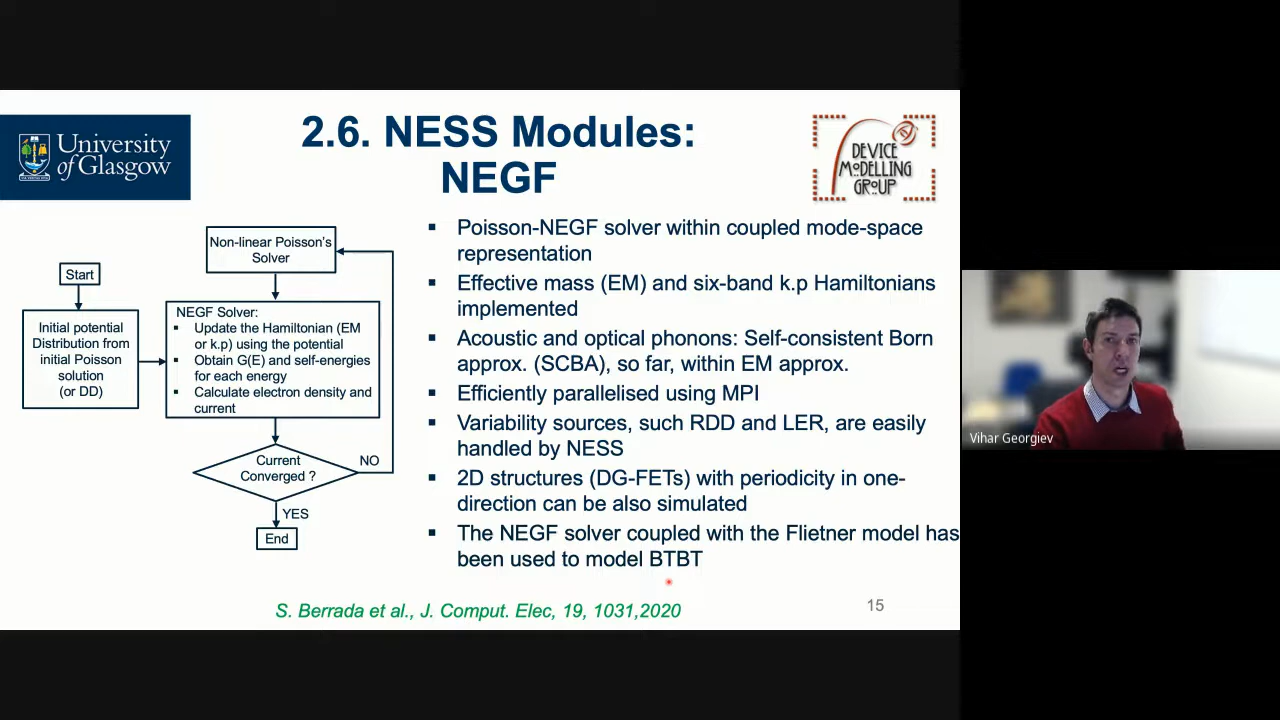 University
of Glasgow
2.6. NESS Modules:
NEGF
DEVICE
MODELLING
GROUP
Start
Initial potential
Distribution from
initial Poisson
solution
(or DD)
Non-linear Poisson's
Solver
NEGF Solver:
▪ Update the Hamiltonian (EM
or k.p) using the potential
▪ Obtain G(E) and self-energies
for each energy
▪ Calculate electron density and
current
Current
Converged ?
NO
YES
End
▪ Poisson-NEGF solver within coupled mode-space
representation
▪ Effective mass (EM) and six-band k.p Hamiltonians
implemented
▪ Acoustic and optical phonons: Self-consistent Born
approx. (SCBA), so far, within EM approx.
▪ Efficiently parallelised using MPI
▪ Variability sources, such RDD and LER, are easily
handled by NESS
▪ 2D structures (DG-FETs) with periodicity in one-
direction can be also simulated
▪ The NEGF solver coupled with the Flietner model has
been used to model BTBT
S. Berrada et al., J. Comput. Elec, 19, 1031,2020
15
Vihar Georgiev